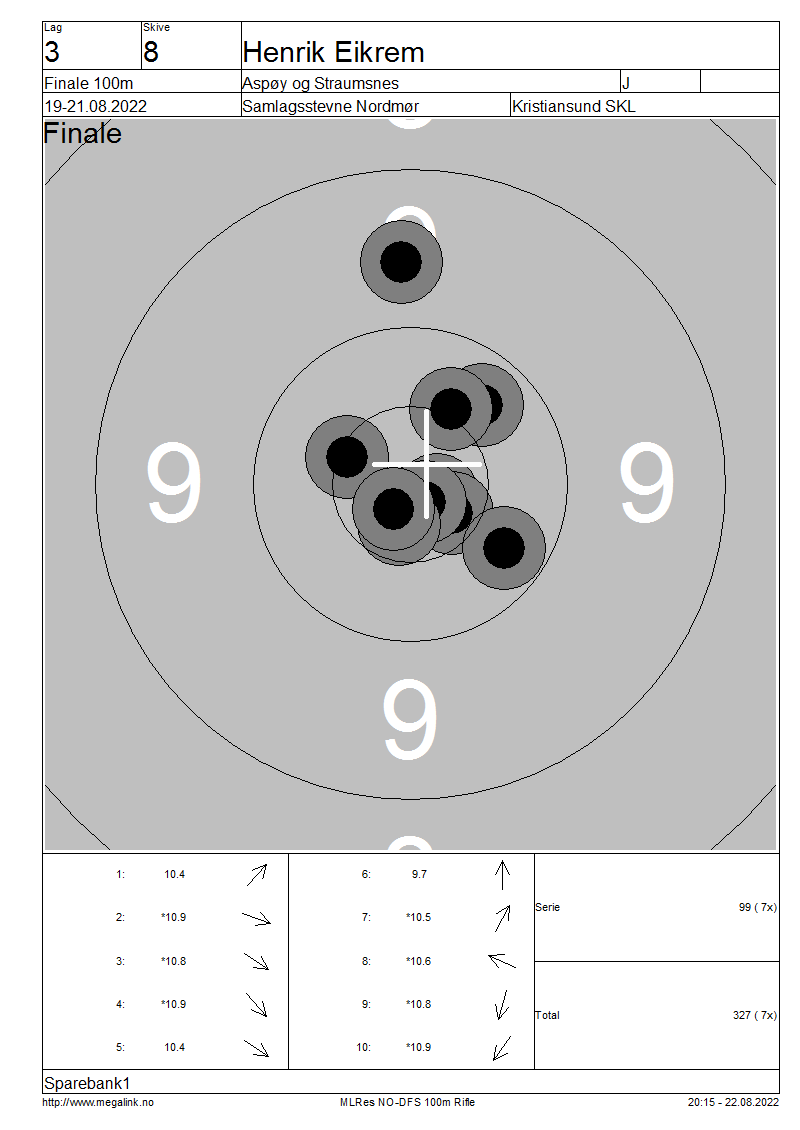 Lag Skive
3 8 Henrik Eikrem
Finale 100m Aspøy og Straumsnes J
19-21.08.2022 Samlagsstevne Nordmør Kristiansund SKL
Finale
9
9 9
9
1: 10.4 6: 9.7
2: *10.9 7: *10.5
Serie 99 ( 7x)
3: *10.8 8: *10.6
4: *10.9 9: *10.8
Total 327 ( 7x)
5: 10.4 10: *10.9
Sparebank1
http://www.megalink.no MLRes NO-DFS 100m Rifle 20:15 - 22.08.2022